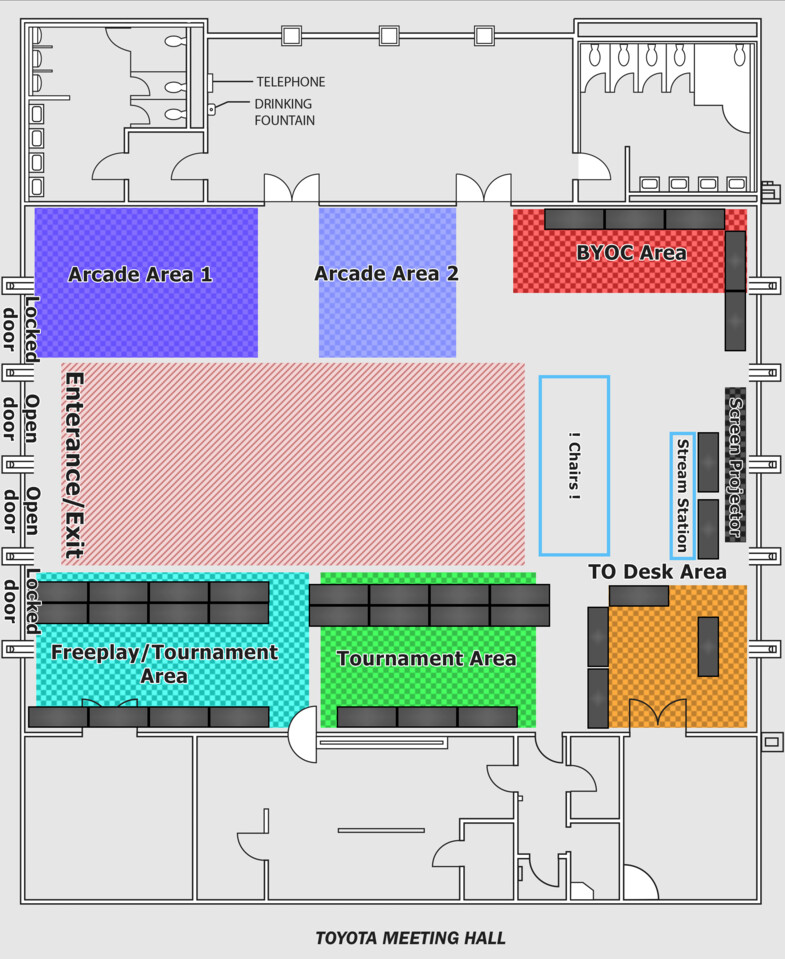 TELEPHONE
DRINKING
FOUNTAIN
Arcade Area 1
Arcade Area 2
BYOC Area
Locked
door
Open
door
Open
door
Locked
door
Enterance/Exit
! Chairs !
Stream Station
Screen Projector
TO Desk Area
Freeplay/Tournament
Area
Tournament Area
TOYOTA MEETING HALL